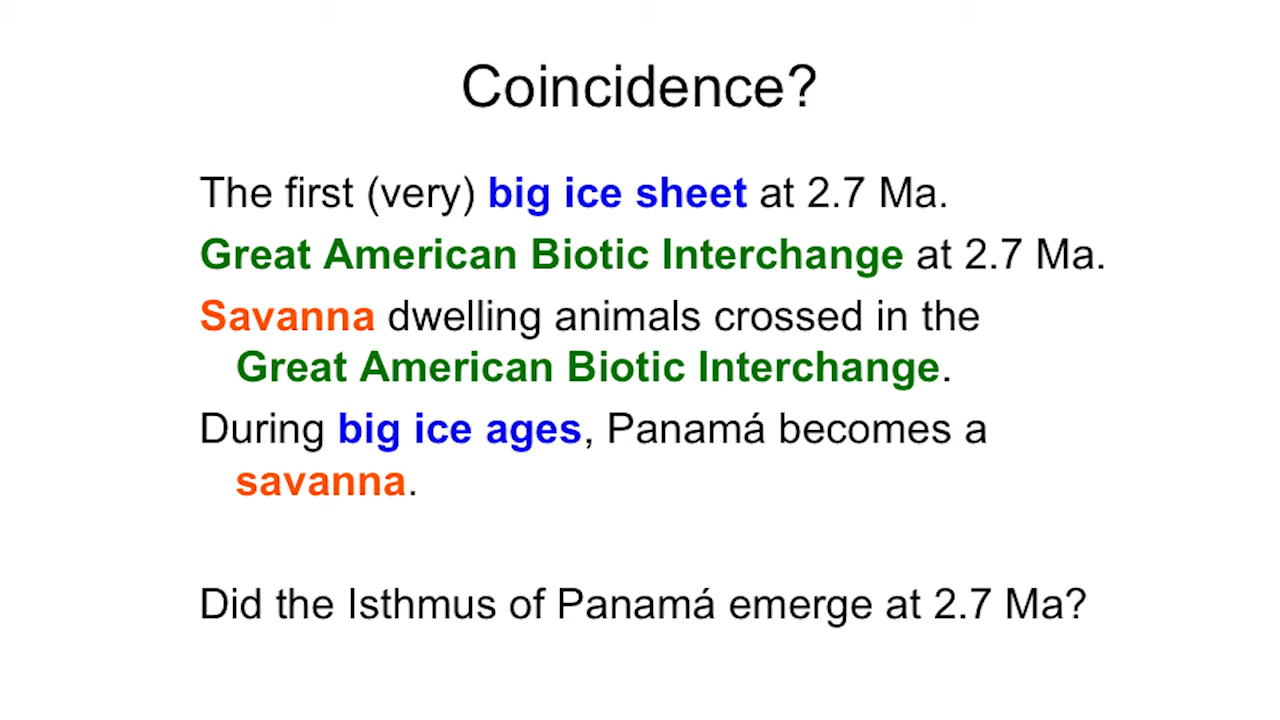 Coincidence?
The first (very) big ice sheet at 2.7 Ma.
Great American Biotic Interchange at 2.7 Ma.
Savanna dwelling animals crossed in the
Great American Biotic Interchange.
During big ice ages, Panamá becomes a
savanna.
Did the Isthmus of Panamá emerge at 2.7 Ma?